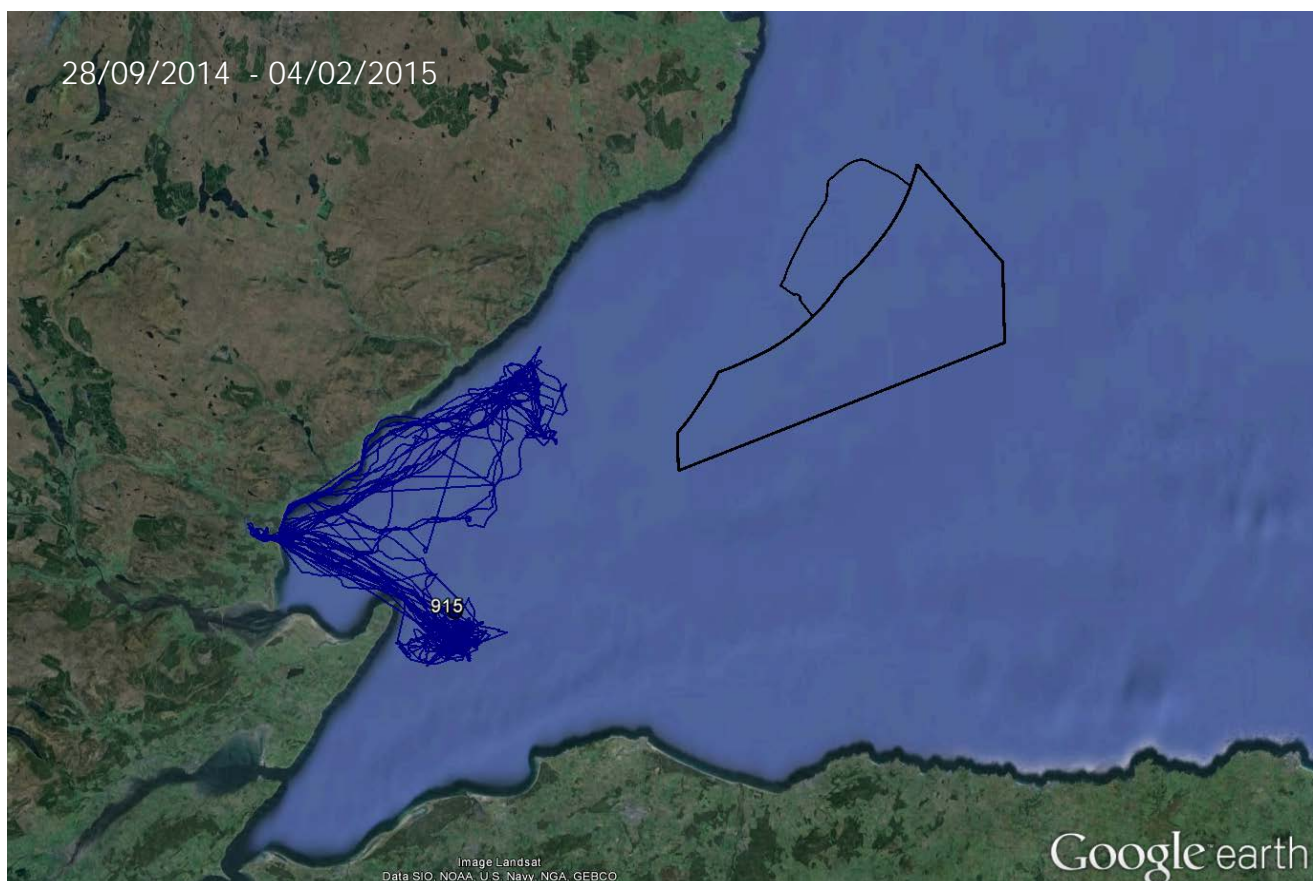 28/09/2014 - 04/02/2015
915
Image Landsat
Data SIO, NOAA, U.S. Navy, NGA, GEBCO
Google earth